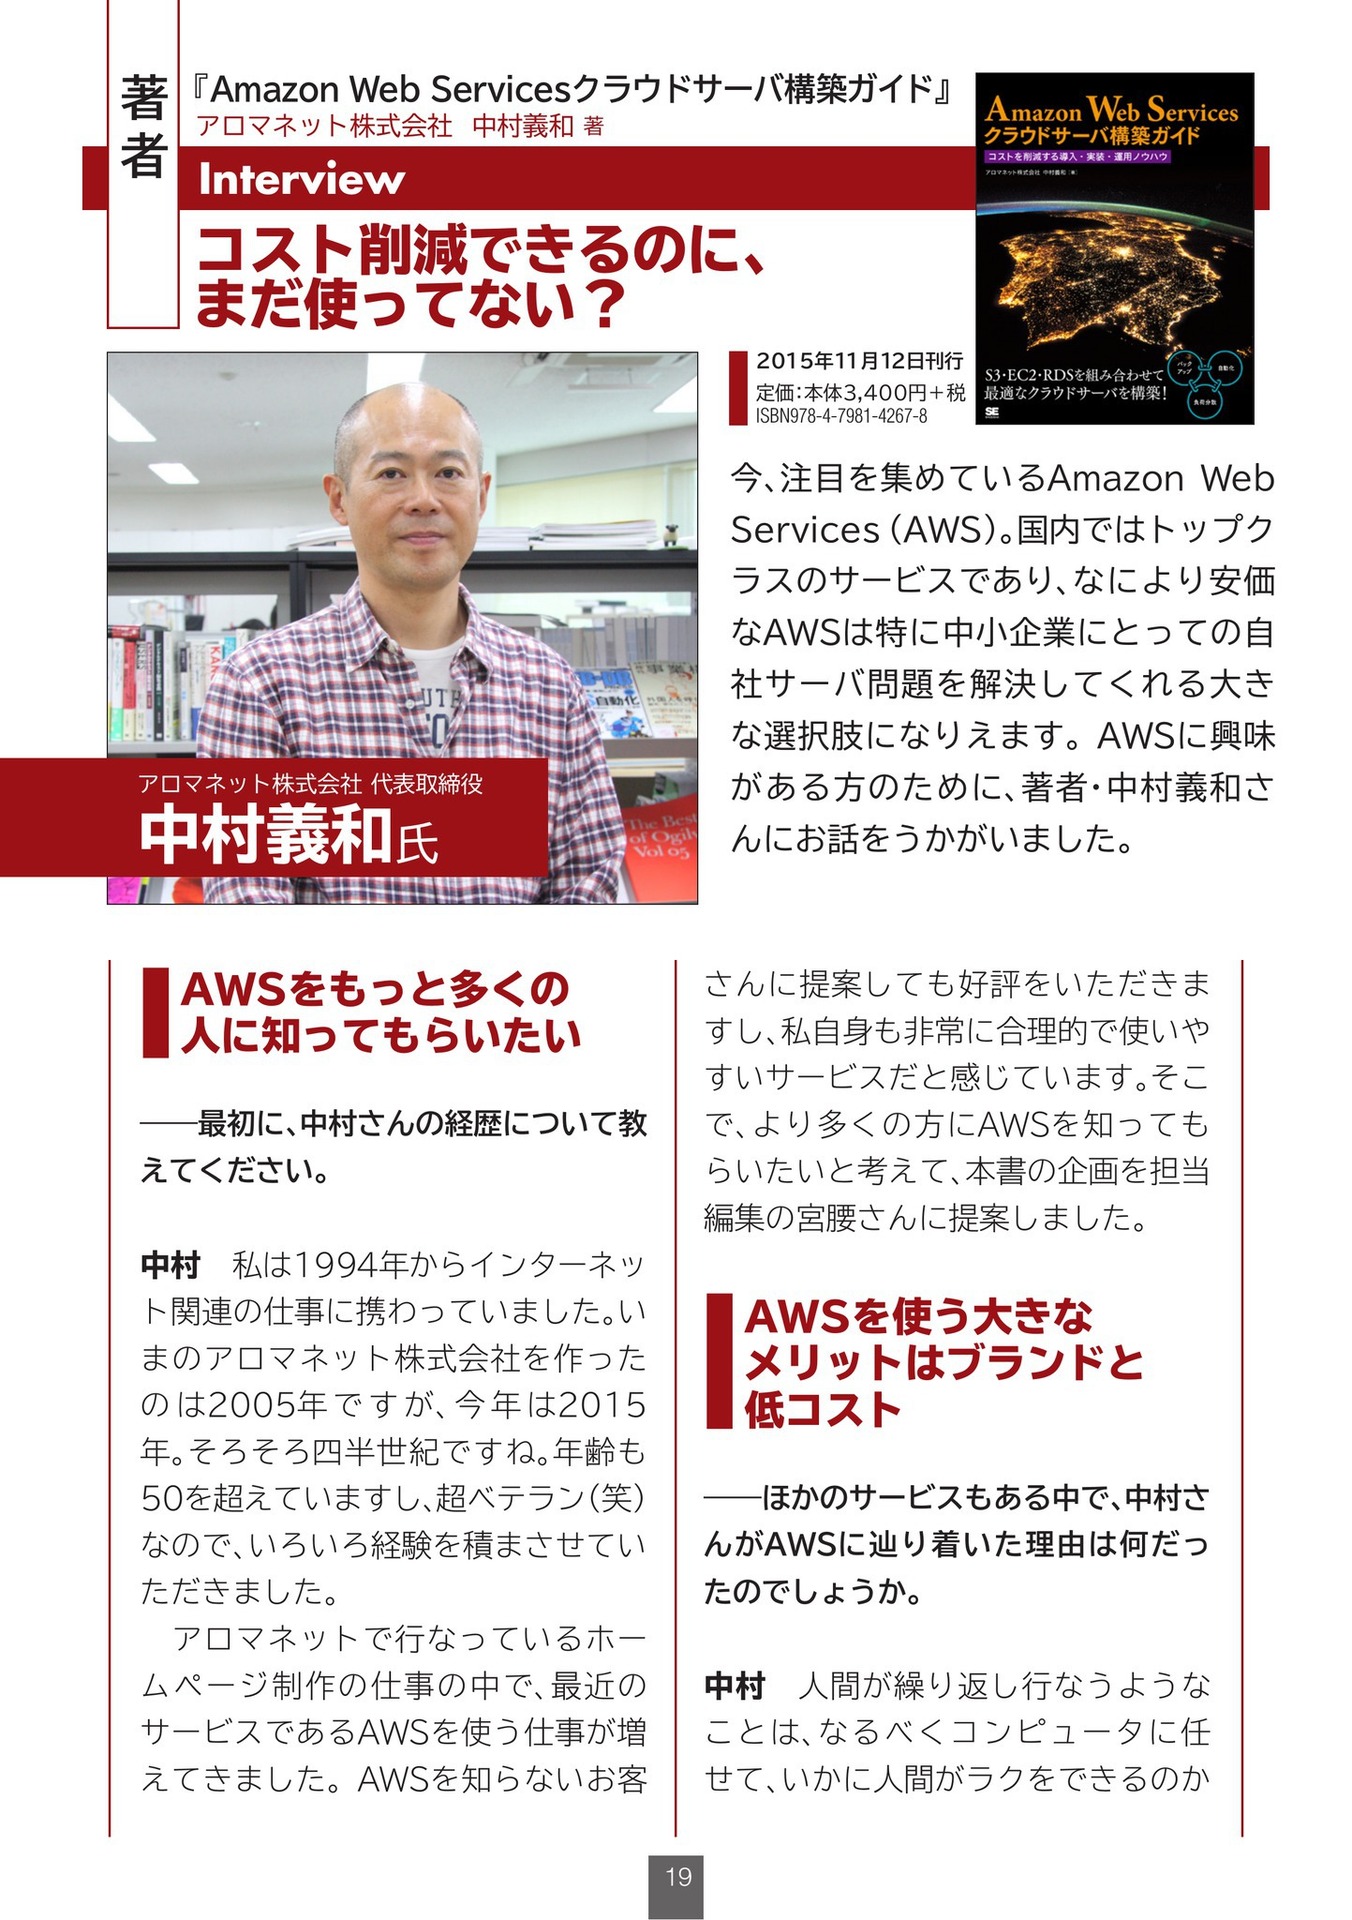 著者
『Amazon Web Servicesクラウドサーバ構築ガイド』
アロマネット株式会社 中村義和 著
Interview
コスト削減できるのに、
まだ使ってない？
Amazon Web Services
クラウドサーバ構築ガイド
コストを削減する導入・実装・運用ノウハウ
アロマネット株式会社 中村義和［著］
S3・EC2・RDSを組み合わせて
最適なクラウドサーバを構築！
バックアップ
自動化
負荷分散
SE
2015年11月12日刊行
定価：本体3,400円＋税
ISBN978-4-7981-4267-8
自動化
The Best
of Ogilv
Vol 05
アロマネット株式会社 代表取締役
中村義和氏
今、注目を集めているAmazon Web
Services（AWS）。国内ではトップク
ラスのサービスであり、なにより安価
なAWSは特に中小企業にとっての自
社サーバ問題を解決してくれる大き
な選択肢になりえます。AWSに興味
がある方のために、著者・中村義和さ
んにお話をうかがいました。
AWSをもっと多くの
人に知ってもらいたい
――最初に、中村さんの経歴について教
えてください。
中村　私は1994年からインターネッ
ト関連の仕事に携わっていました。い
まのアロマネット株式会社を作った
のは2005年ですが、今年は2015
年。そろそろ四半世紀ですね。年齢も
50を超えていますし、超ベテラン（笑）
なので、いろいろ経験を積まさせてい
ただきました。
　アロマネットで行なっているホー
ムページ制作の仕事の中で、最近の
サービスであるAWSを使う仕事が増
えてきました。AWSを知らないお客
さんに提案しても好評をいただきま
すし、私自身も非常に合理的で使いや
すいサービスだと感じています。そこ
で、より多くの方にAWSを知っても
らいたいと考えて、本書の企画を担当
編集の宮腰さんに提案しました。
AWSを使う大きな
メリットはブランドと
低コスト
――ほかのサービスもある中で、中村さ
んがAWSに辿り着いた理由は何だっ
たのでしょうか。
中村　人間が繰り返し行なうような
ことは、なるべくコンピュータに任
せて、いかに人間がラクをできるのか
19